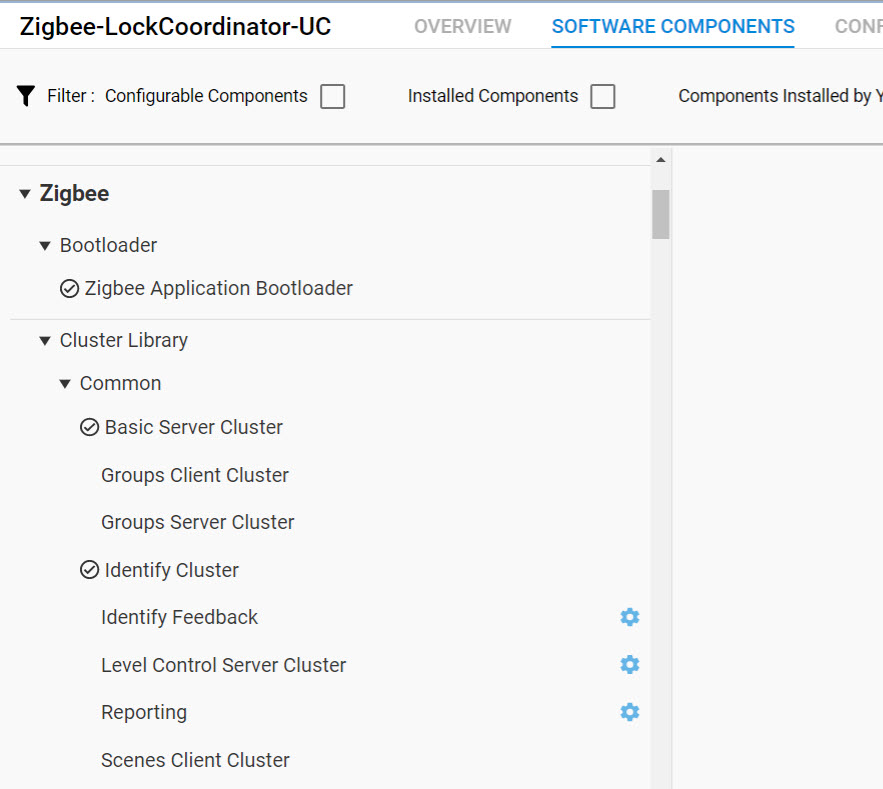 Zigbee-LockCoordinator-UC OVERVIEW SOFTWARE COMPONENTS CONF
Filter : Configurable Components Installed Components Components Installed by Y
Zigbee
Bootloader
Zigbee Application Bootloader
Cluster Library
Common
Basic Server Cluster
Groups Client Cluster
Groups Server Cluster
Identify Cluster
Identify Feedback
Level Control Server Cluster
Reporting
Scenes Client Cluster